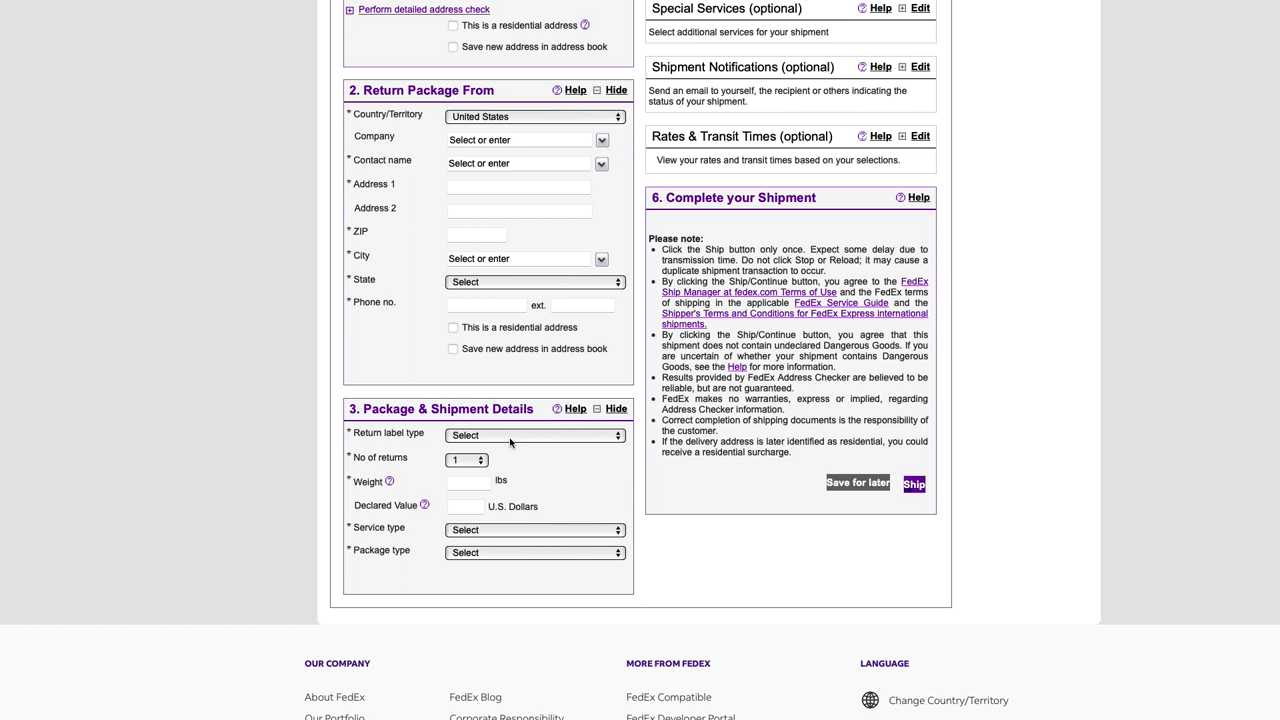 Perform detailed address check
This is a residential address
Save new address in address book
2. Return Package From Help Hide
* Country/Territory United States
Company Select or enter
* Contact name Select or enter
* Address 1
Address 2
* ZIP
* City Select or enter
* State Select
* Phone no. ext.
This is a residential address
Save new address in address book
3. Package & Shipment Details Help Hide
* Return label type Select
* No of returns 1
* Weight lbs
Declared Value U.S. Dollars
* Service type Select
* Package type Select
Special Services (optional) Help Edit
Select additional services for your shipment
Shipment Notifications (optional) Help Edit
Send an email to yourself, the recipient or others indicating the
status of your shipment.
Rates & Transit Times (optional) Help Edit
View your rates and transit times based on your selections.
6. Complete your Shipment Help
Please note:
• Click the Ship button only once. Expect some delay due to
transmission time. Do not click Stop or Reload; it may cause a
duplicate shipment transaction to occur.
• By clicking the Ship/Continue button, you agree to the FedEx
Ship Manager at fedex.com Terms of Use and the FedEx terms
of shipping in the applicable FedEx Service Guide and the
Shipper's Terms and Conditions for FedEx Express international
shipments.
• By clicking the Ship/Continue button, you agree that this
shipment does not contain undeclared Dangerous Goods. If you
are uncertain of whether your shipment contains Dangerous
Goods, see the Help for more information.
• Results provided by FedEx Address Checker are believed to be
reliable, but are not guaranteed.
• FedEx makes no warranties, express or implied, regarding
Address Checker information.
• Correct completion of shipping documents is the responsibility of
the customer.
• If the delivery address is later identified as residential, you could
receive a residential surcharge.
Save for later Ship
OUR COMPANY MORE FROM FEDEX LANGUAGE
About FedEx FedEx Blog FedEx Compatible Change Country/Territory
Our Portfolio Corporate Responsibility FedEx Developer Portal